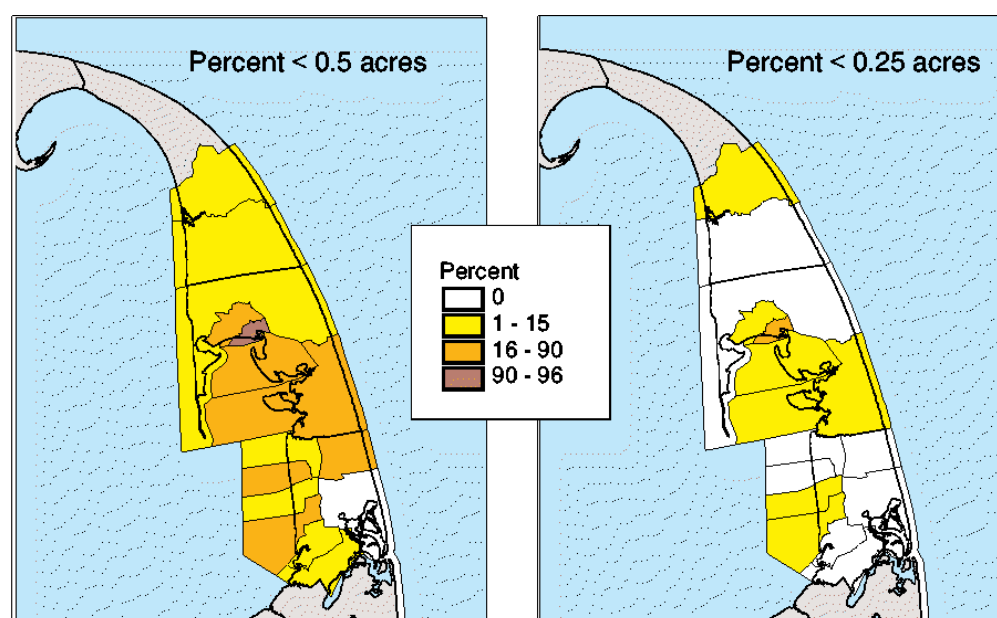 Percent < 0.5 acres
Percent < 0.25 acres
Percent
0
1 - 15
16 - 90
90 - 96